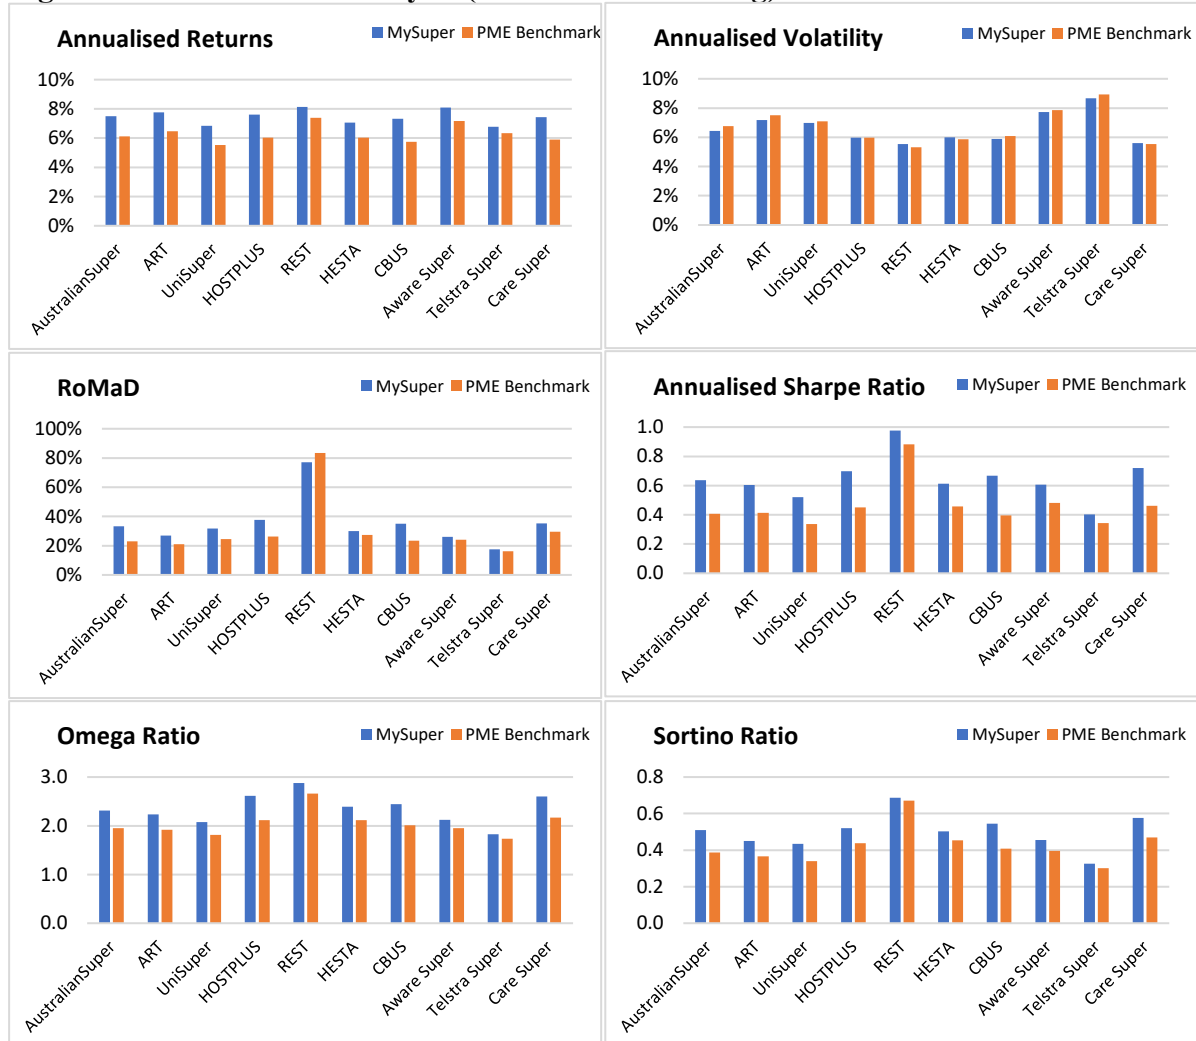 Annualised Returns
MySuper PME Benchmark
10%
8%
6%
4%
2%
0%
AustralianSuper
ART
UniSuper
HOSTPLUS
REST
HESTA
CBUS
Aware Super
Telstra Super
Care Super
Annualised Volatility
MySuper PME Benchmark
10%
8%
6%
4%
2%
0%
AustralianSuper
ART
UniSuper
HOSTPLUS
REST
HESTA
CBUS
Aware Super
Telstra Super
Care Super
RoMaD
MySuper PME Benchmark
100%
80%
60%
40%
20%
0%
AustralianSuper
ART
UniSuper
HOSTPLUS
REST
HESTA
CBUS
Aware Super
Telstra Super
Care Super
Annualised Sharpe Ratio
MySuper PME Benchmark
1.0
0.8
0.6
0.4
0.2
0.0
AustralianSuper
ART
UniSuper
HOSTPLUS
REST
HESTA
CBUS
Aware Super
Telstra Super
Care Super
Omega Ratio
MySuper PME Benchmark
3.0
2.0
1.0
0.0
AustralianSuper
ART
UniSuper
HOSTPLUS
REST
HESTA
CBUS
Aware Super
Telstra Super
Care Super
Sortino Ratio
MySuper PME Benchmark
0.8
0.6
0.4
0.2
0.0
AustralianSuper
ART
UniSuper
HOSTPLUS
REST
HESTA
CBUS
Aware Super
Telstra Super
Care Super